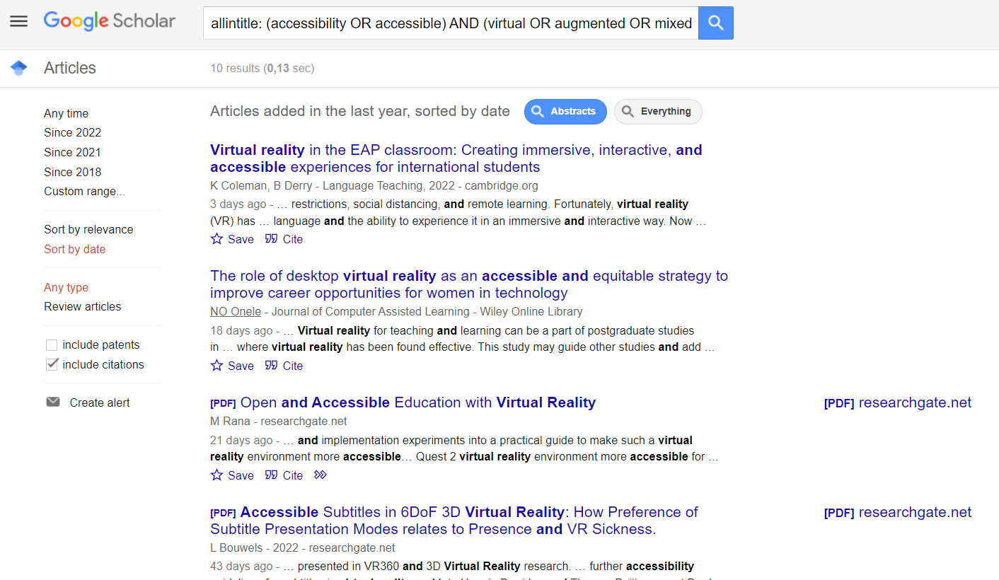 Google Scholar
allintitle: (accessibility OR accessible) AND (virtual OR augmented OR mixed
Articles
10 results (0,13 sec)
Any time
Since 2022
Since 2021
Since 2018
Custom range...
Sort by relevance
Sort by date
Any type
Review articles
include patents
include citations
Create alert
Articles added in the last year, sorted by date
Abstracts
Everything
Virtual reality in the EAP classroom: Creating immersive, interactive, and
accessible experiences for international students
K Coleman, B Derry - Language Teaching, 2022 - cambridge.org
3 days ago - … restrictions, social distancing, and remote learning. Fortunately, virtual reality
(VR) has … language and the ability to experience it in an immersive and interactive way. Now …
Save Cite
The role of desktop virtual reality as an accessible and equitable strategy to
improve career opportunities for women in technology
NO Onele - Journal of Computer Assisted Learning - Wiley Online Library
18 days ago - … Virtual reality for teaching and learning can be a part of postgraduate studies
in … where virtual reality has been found effective. This study may guide other studies and add …
Save Cite
[PDF] Open and Accessible Education with Virtual Reality
[PDF] researchgate.net
M Rana - researchgate.net
21 days ago - … and implementation experiments into a practical guide to make such a virtual
reality environment more accessible… Quest 2 virtual reality environment more accessible for …
Save Cite
[PDF] Accessible Subtitles in 6DoF 3D Virtual Reality: How Preference of
Subtitle Presentation Modes relates to Presence and VR Sickness.
[PDF] researchgate.net
L Bouwels - 2022 - researchgate.net
43 days ago - … presented in VR360 and 3D Virtual Reality research. … further accessibility